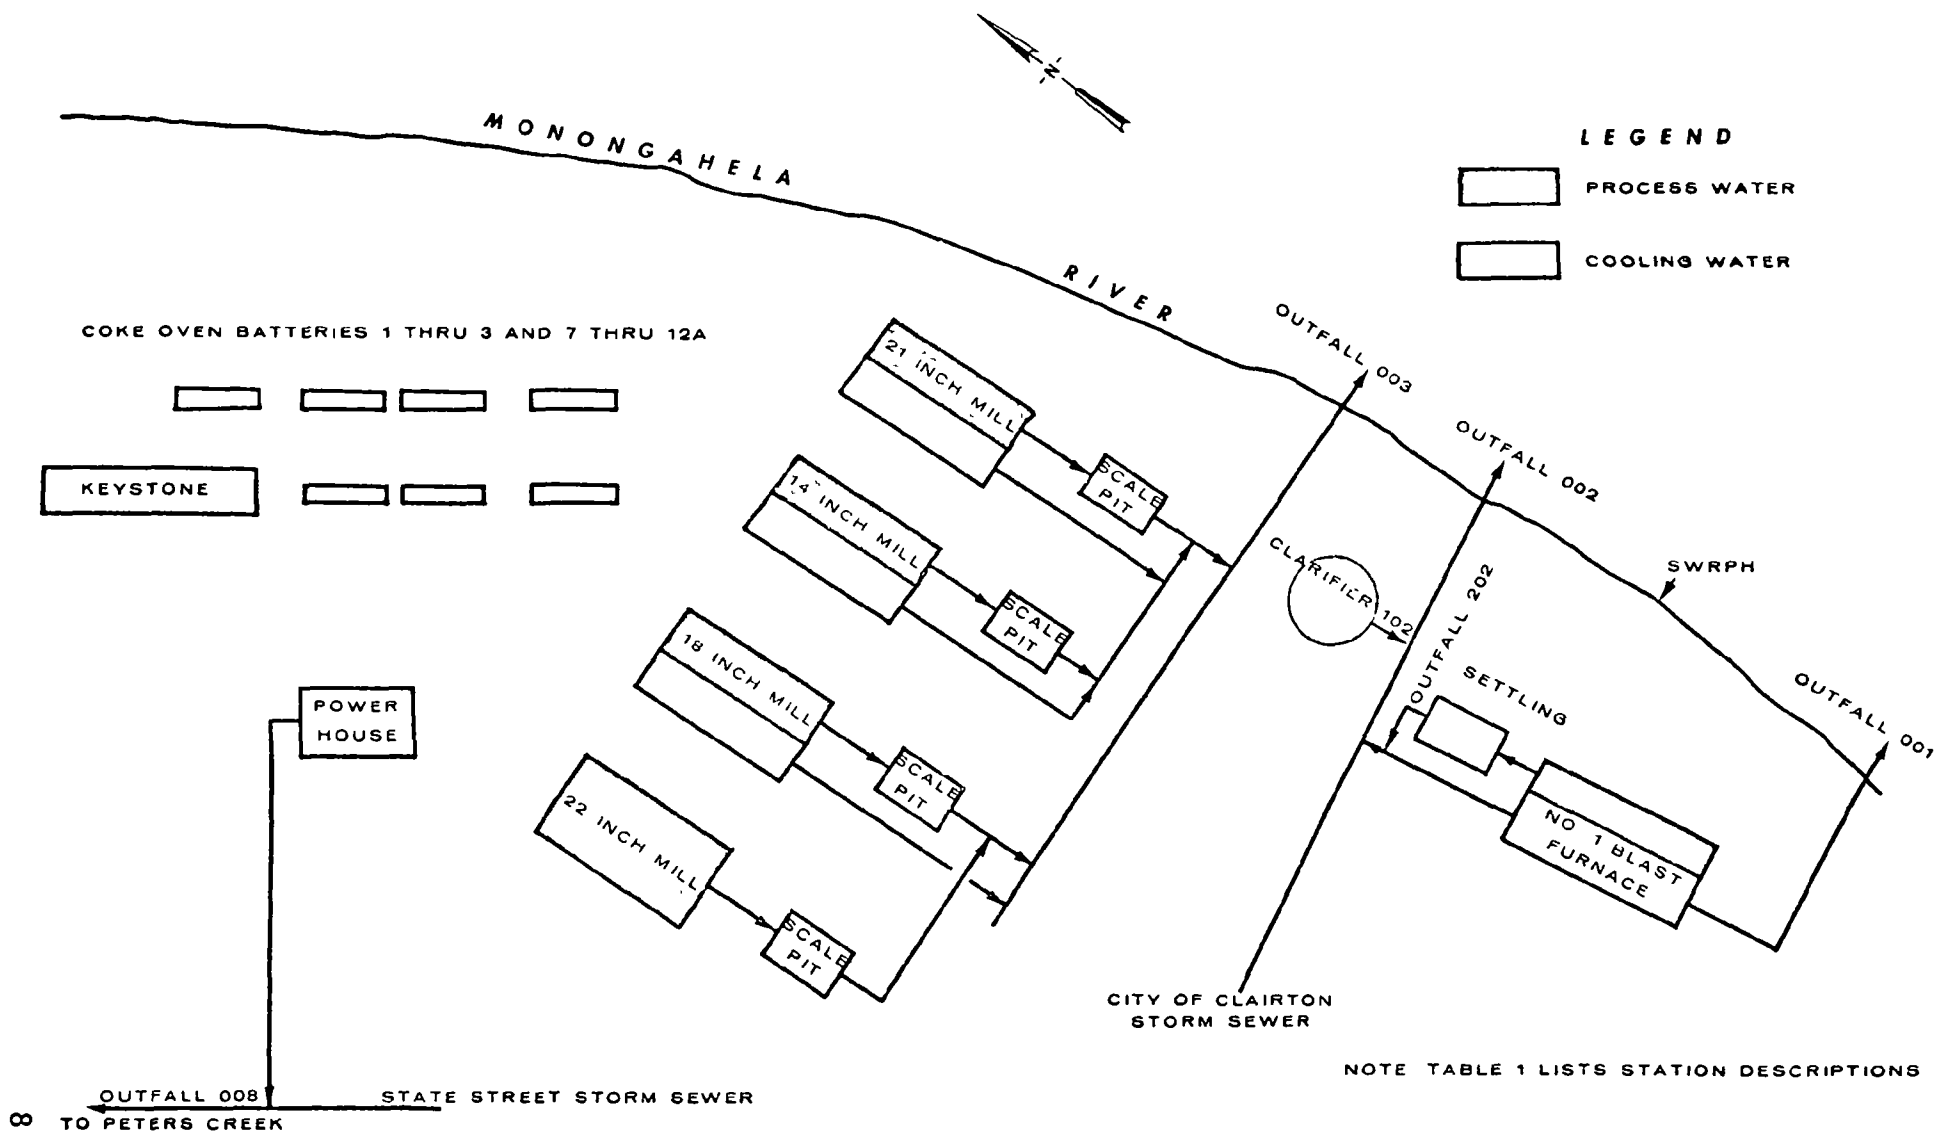 N
MONONGAHELA
RIVER
LEGEND
PROCESS WATER
COOLING WATER
COKE OVEN BATTERIES 1 THRU 3 AND 7 THRU 12A
KEYSTONE
21 INCH MILL
SCALE
PIT
14 INCH MILL
SCALE
PIT
18 INCH MILL
SCALE
PIT
22 INCH MILL
SCALE
PIT
OUTFALL 003
OUTFALL 002
CLARIFIER 102
OUTFALL 202
SWRPH
SETTLING
OUTFALL 001
NO 1 BLAST
FURNACE
POWER
HOUSE
CITY OF CLAIRTON
STORM SEWER
NOTE TABLE 1 LISTS STATION DESCRIPTIONS
OUTFALL 008
STATE STREET STORM SEWER
TO PETERS CREEK
8